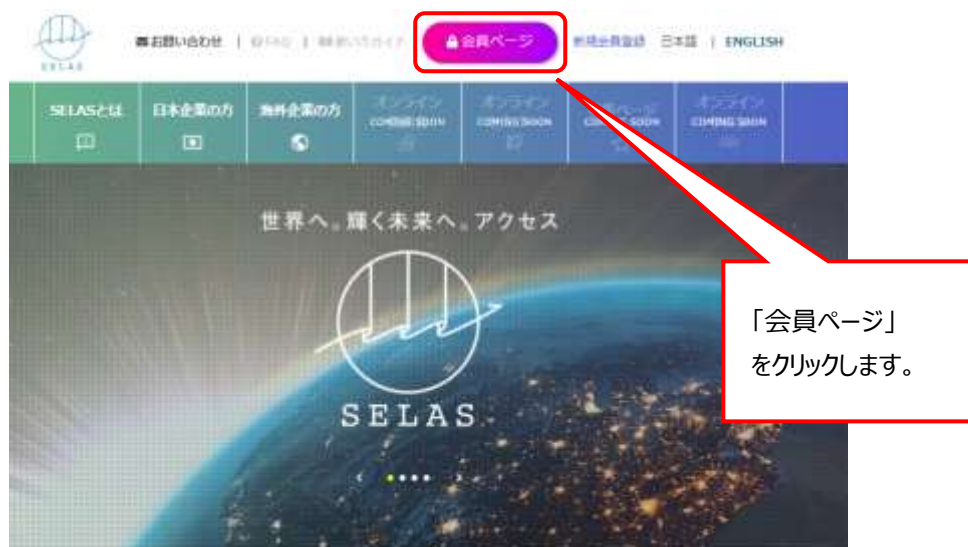 SELAS
お問い合わせ | FAQ |
会員ページ
新規会員登録 日本語 | ENGLISH
SELASとは 日本企業の方 海外企業の方
オンライン COMING SOON
オンライン COMING SOON
COMING SOON
オンライン COMING SOON
世界へ。輝く未来へ。アクセス
SELAS
「会員ページ」
をクリックします。